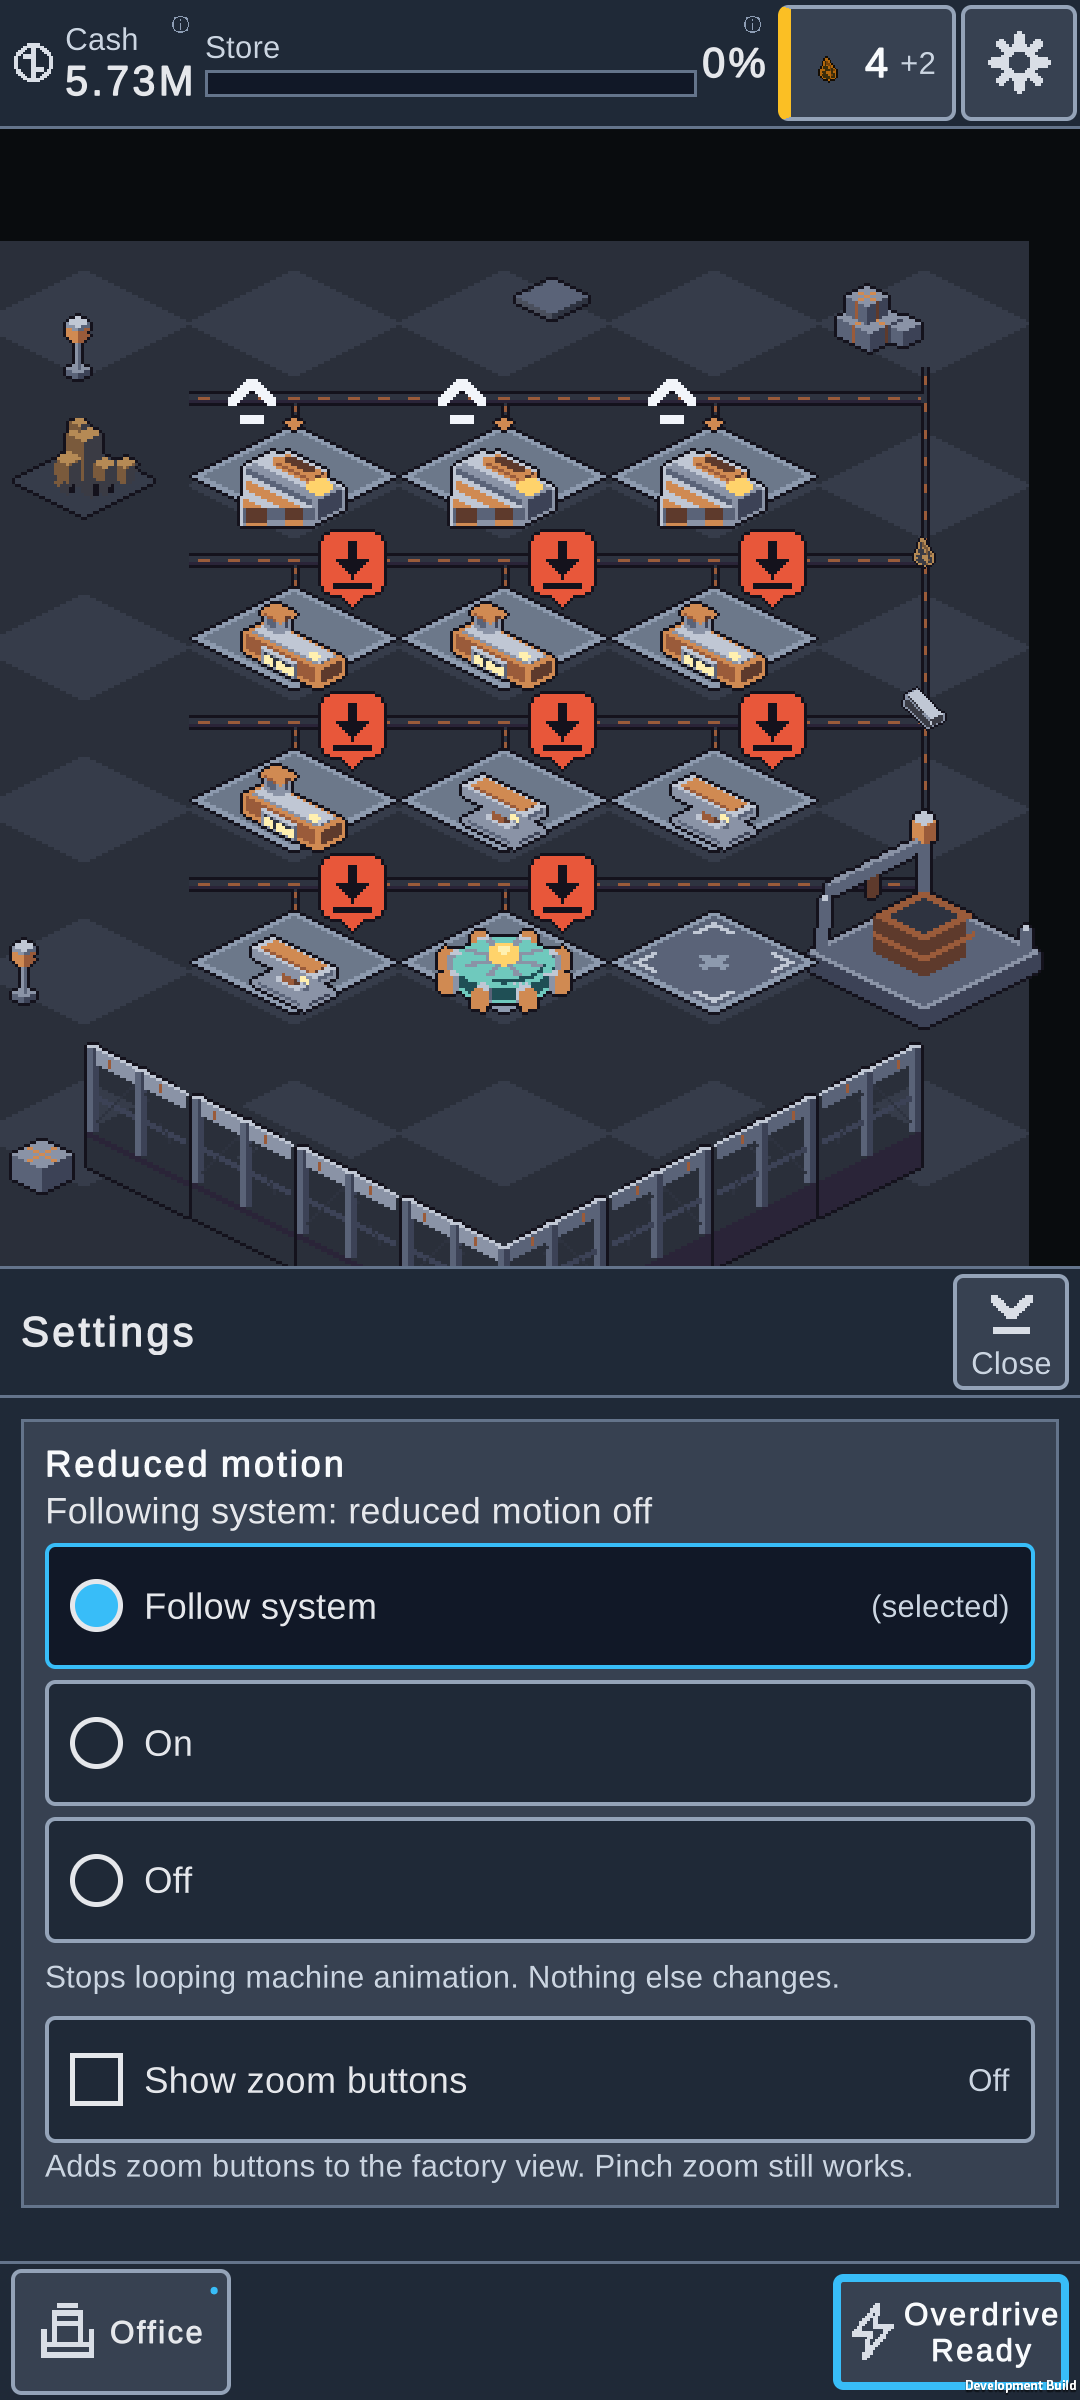 Cash
5.73M
Store
0%
4 +2
Settings
Close
Reduced motion
Following system: reduced motion off
Follow system
(selected)
On
Off
Stops looping machine animation. Nothing else changes.
Show zoom buttons
Off
Adds zoom buttons to the factory view. Pinch zoom still works.
Office
Overdrive
Ready
Development Build